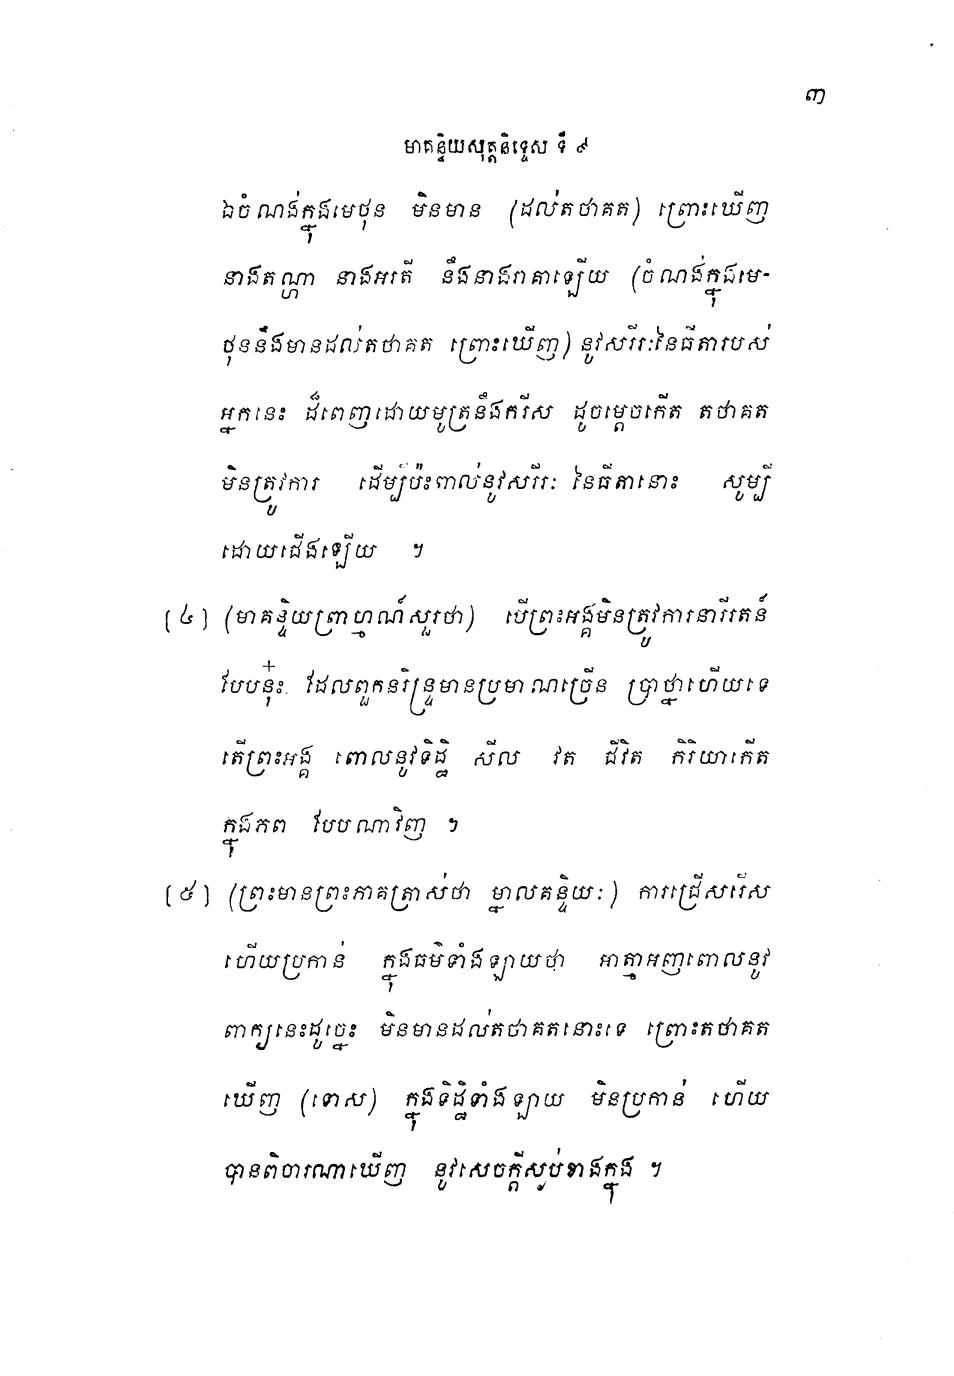 ៣
មាគន្ទិយសុត្តនិទ្ទេស ទី ៩
ឯចំណង់ក្នុងមេថុន មិនមាន (ដល់តថាគត) ព្រោះឃើញ
នាងតណ្ហា នាងអរតី នឹងនាងរាគាឡើយ (ចំណង់ក្នុងមេ-
ថុននឹងមានដល់តថាគត ព្រោះឃើញ) នូវសរីរៈនៃធីតារបស់
អ្នកនេះ ដ៏ពេញដោយមូត្រនឹងករីស ដូចម្តេចកើត តថាគត
មិនត្រូវការ ដើម្បីប៉ះពាល់នូវសរីរៈ នៃធីតានោះ សូម្បី
ដោយជើងឡើយ ។
[៤] (មាគន្ទិយព្រាហ្មណ៍សួរថា) បើព្រះអង្គមិនត្រូវការនារីរតន៍
បែបនុ៎ះ ដែលពួកនរិន្ទ្រមានប្រមាណច្រើន ប្រាថ្នាហើយទេ
តើព្រះអង្គ ពោលនូវទិដ្ឋិ សីល វត ជីវិត កិរិយាកើត
ក្នុងភព បែបណាវិញ ។
[៥] (ព្រះមានព្រះភាគត្រាស់ថា ម្នាលគន្ទិយៈ) ការជ្រើសរើស
ហើយប្រកាន់ ក្នុងធម៌ទាំងឡាយថា អាត្មាអញពោលនូវ
ពាក្យនេះដូច្នេះ មិនមានដល់តថាគតនោះទេ ព្រោះតថាគត
ឃើញ (ទោស) ក្នុងទិដ្ឋិទាំងឡាយ មិនប្រកាន់ ហើយ
បានពិចារណាឃើញ នូវសេចក្តីស្ងប់ខាងក្នុង ។